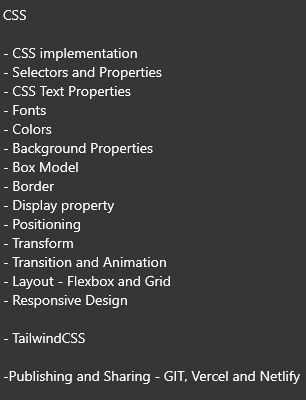 CSS
- CSS implementation
- Selectors and Properties
- CSS Text Properties
- Fonts
- Colors
- Background Properties
- Box Model
- Border
- Display property
- Positioning
- Transform
- Transition and Animation
- Layout - Flexbox and Grid
- Responsive Design
- TailwindCSS
-Publishing and Sharing - GIT, Vercel and Netlify